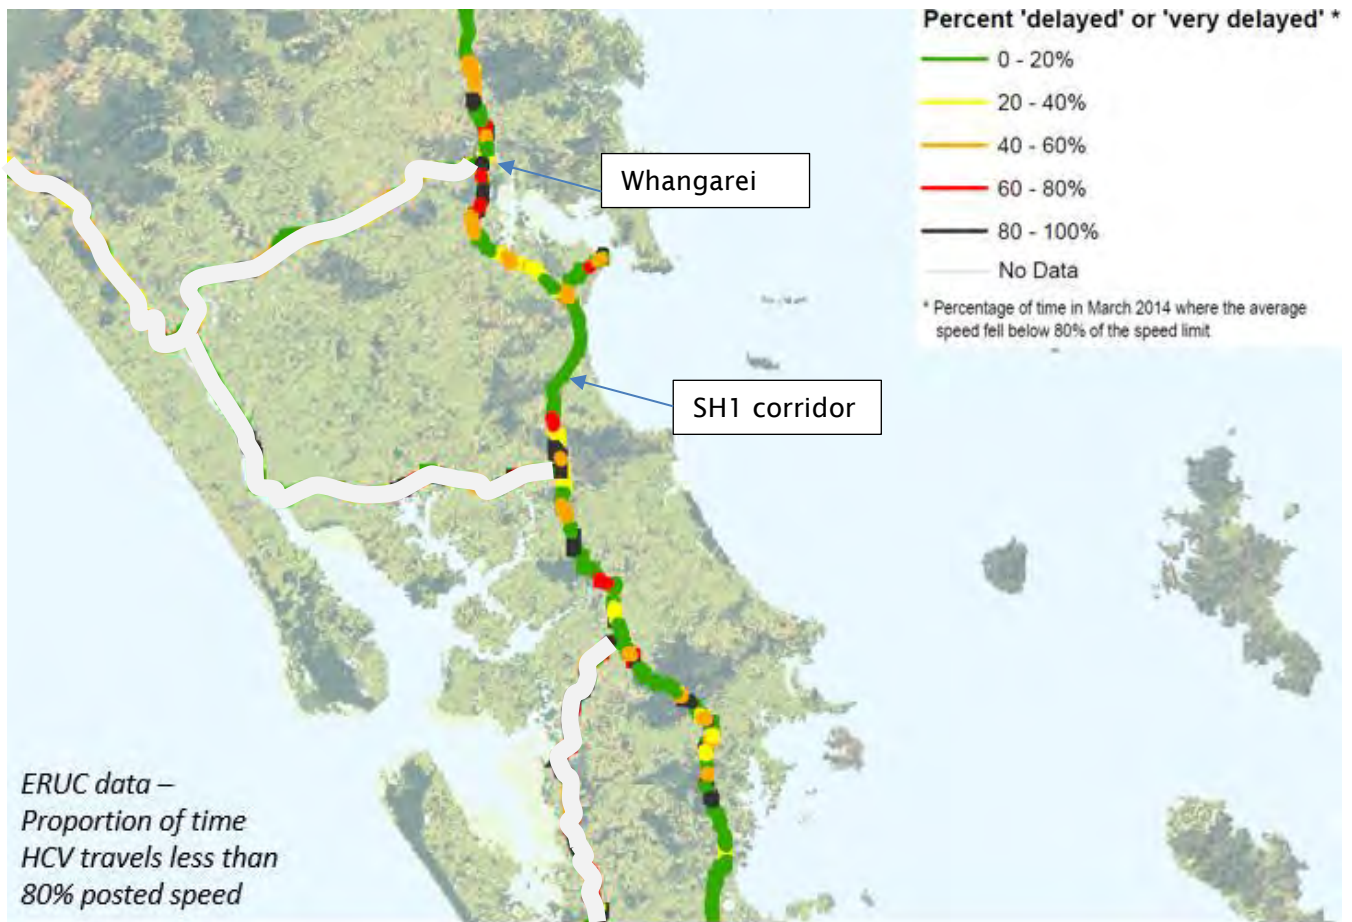 Percent 'delayed' or 'very delayed' *
0 - 20%
20 - 40%
40 - 60%
60 - 80%
80 - 100%
No Data
* Percentage of time in March 2014 where the average
speed fell below 80% of the speed limit
Whangarei
SH1 corridor
ERUC data –
Proportion of time
HCV travels less than
80% posted speed